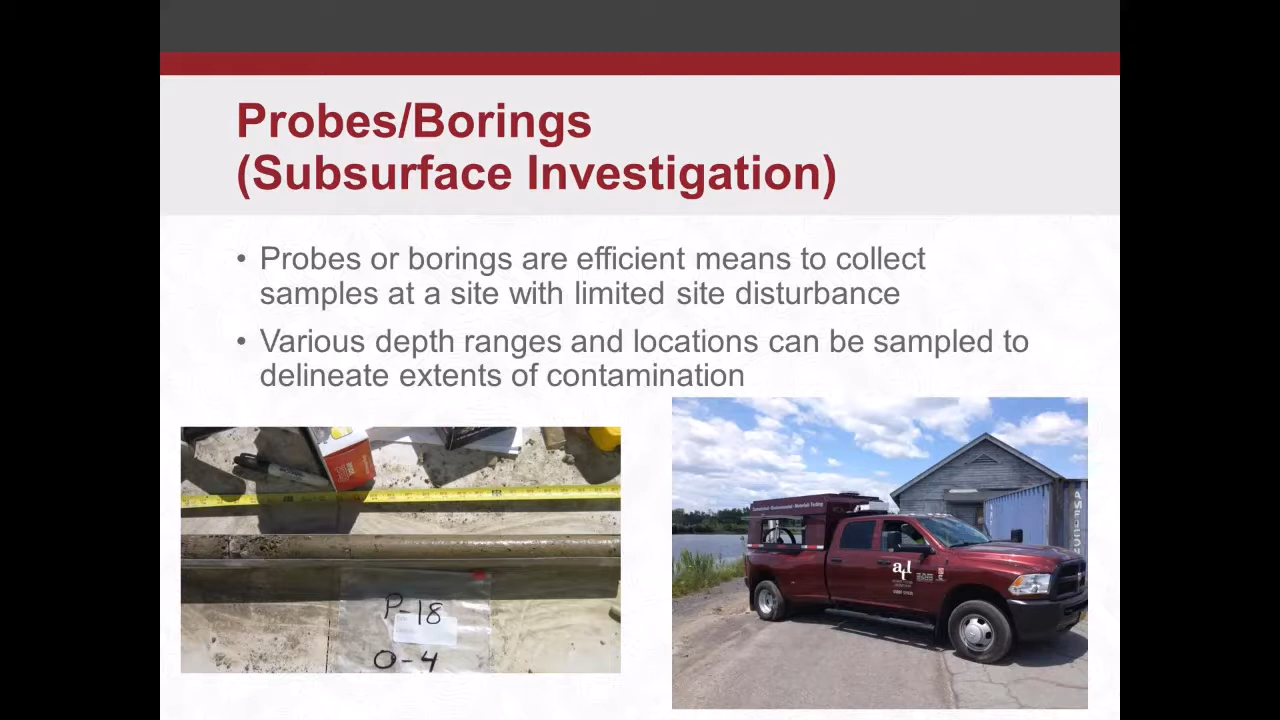 Probes/Borings
(Subsurface Investigation)
• Probes or borings are efficient means to collect
samples at a site with limited site disturbance
• Various depth ranges and locations can be sampled to
delineate extents of contamination
P-18
0-4
atl